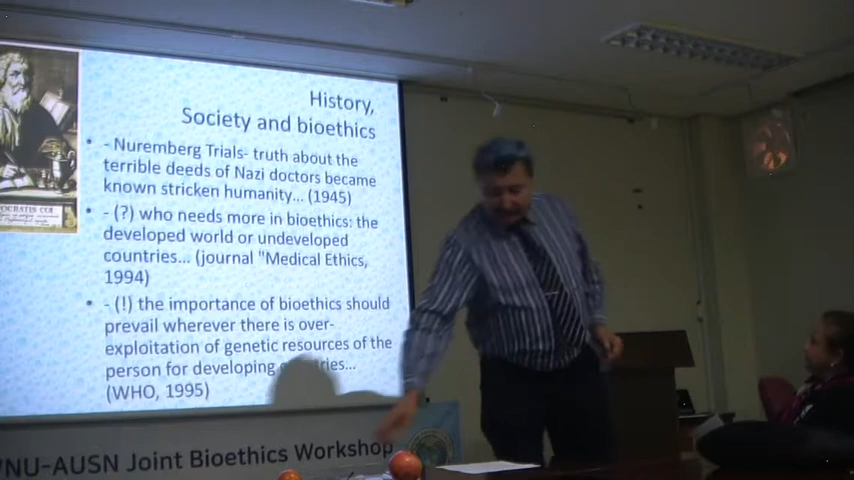 History,
Society and bioethics
• - Nuremberg Trials- truth about the
terrible deeds of Nazi doctors became
known stricken humanity... (1945)
• - (?) who needs more in bioethics: the
developed world or underdeveloped
countries... (journal "Medical Ethics,
1994)
• - (!) the importance of bioethics should
prevail wherever there is over-
exploitation of genetic resources of the
person for developing
(WHO, 1995)
NU-AUSN Joint Bioethics Workshop